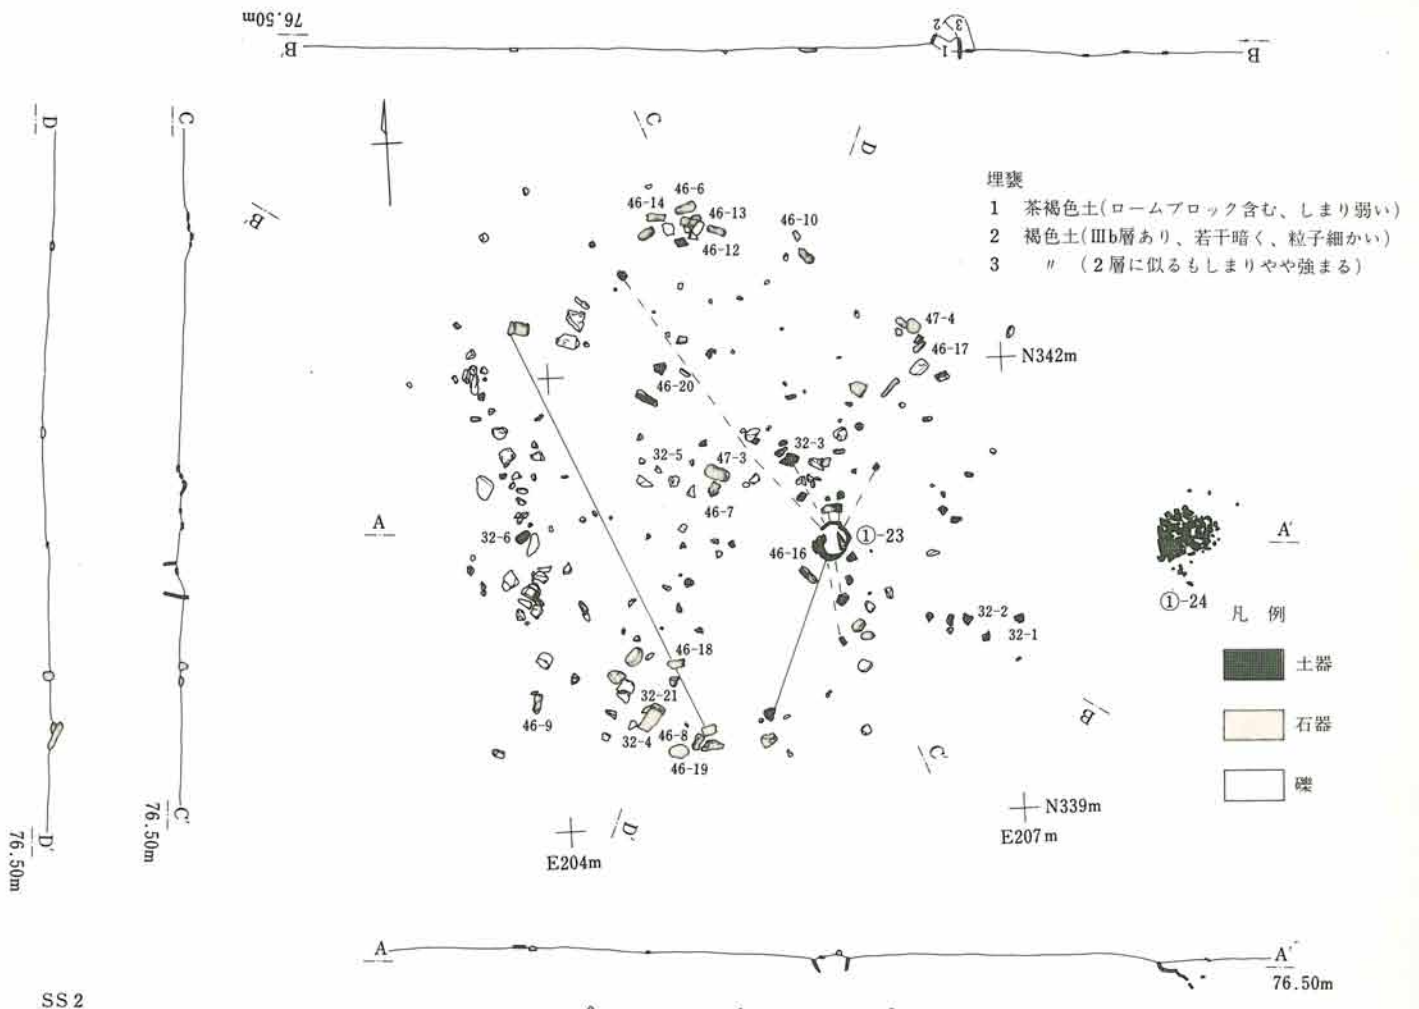 76.50m
B'
B
1
2
3
D
C
B'
C
D
埋甕
1 茶褐色土(ロームブロック含む、しまり弱い)
2 褐色土(Ⅲb層あり、若干暗く、粒子細かい)
3 〃 (2層に似るもしまりやや強まる)
46-6
46-14
46-13
46-10
46-12
47-4
46-17
N342m
46-20
32-3
32-5
47-3
46-7
A
①-23
A'
32-6
46-16
①-24
32-2
32-1
凡例
土器
46-18
石器
32-21
46-9
32-4
46-8
46-19
B
C'
礫
D'
N339m
E207m
E204m
C'
76.50m
D'
76.50m
A
A'
76.50m
SS2